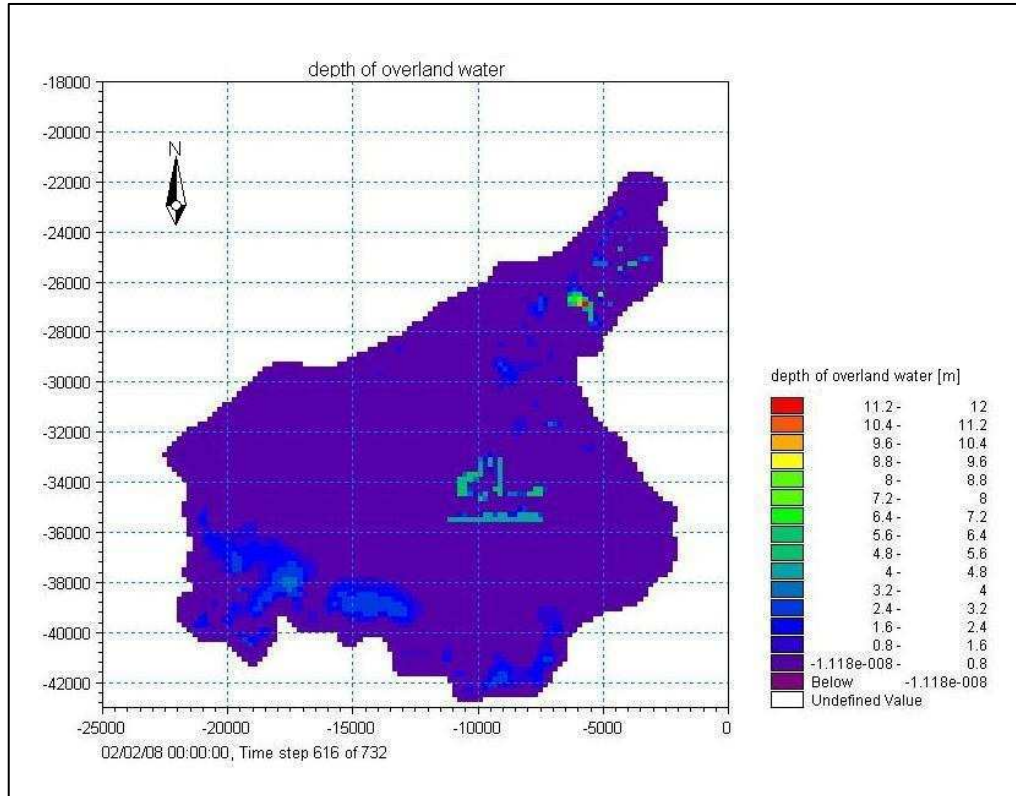 depth of overland water
-18000
-20000
-22000
-24000
-26000
-28000
-30000
-32000
-34000
-36000
-38000
-40000
-42000
N
-25000 -20000 -15000 -10000 -5000 0
02/02/08 00:00:00, Time step 616 of 732
depth of overland water [m]
11.2 - 12
10.4 - 11.2
9.6 - 10.4
8.8 - 9.6
8 - 8.8
7.2 - 8
6.4 - 7.2
5.6 - 6.4
4.8 - 5.6
4 - 4.8
3.2 - 4
2.4 - 3.2
1.6 - 2.4
0.8 - 1.6
-1.118e-008 - 0.8
Below -1.118e-008
Undefined Value